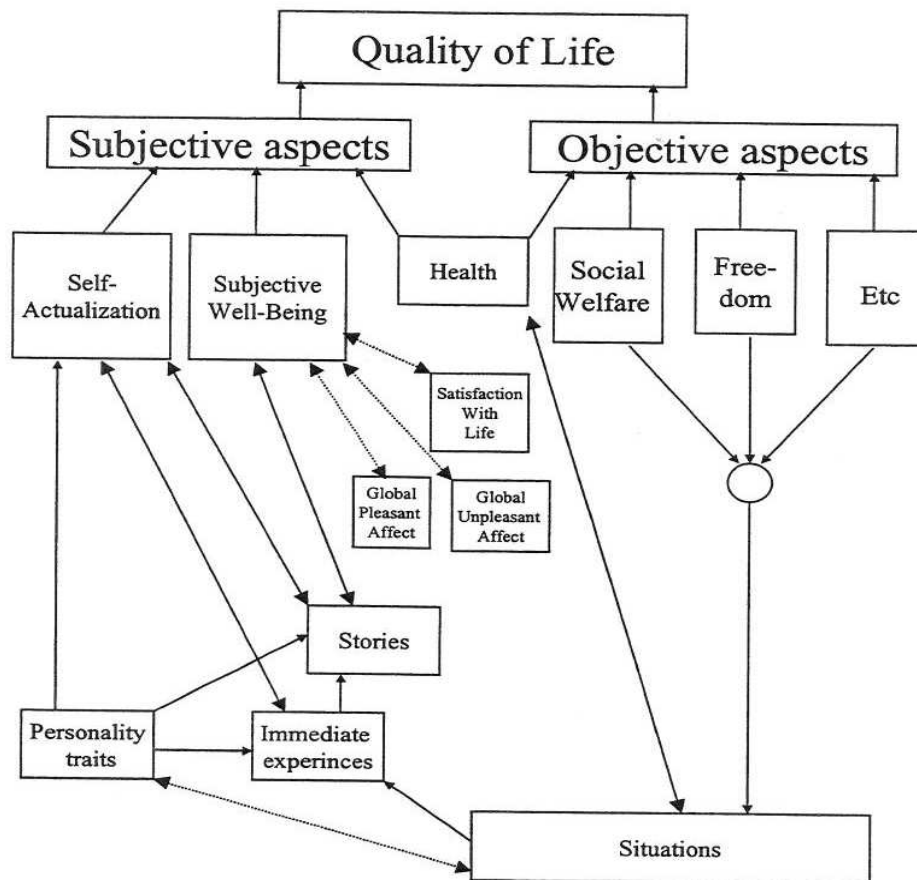 Quality of Life
Subjective aspects
Objective aspects
Self-
Actualization
Subjective
Well-Being
Health
Social
Welfare
Free-
dom
Etc
Satisfaction
With
Life
Global
Pleasant
Affect
Global
Unpleasant
Affect
Stories
Personality
traits
Immediate
experinces
Situations